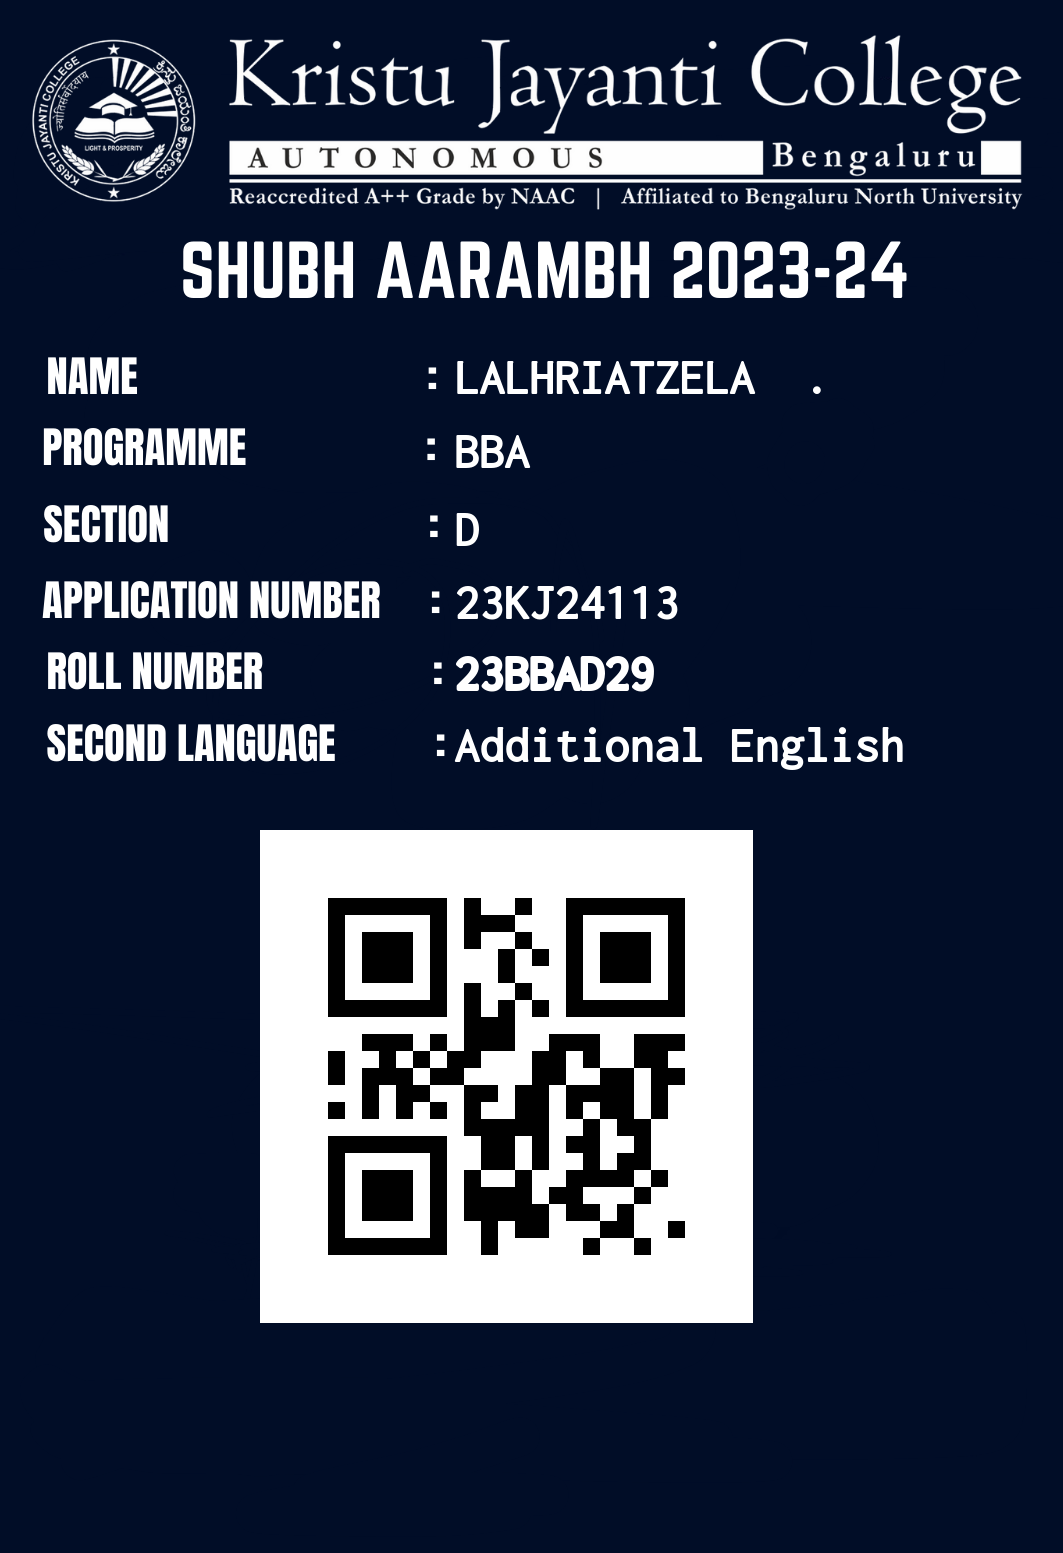 Kristu Jayanti College
AUTONOMOUS Bengaluru
Reaccredited A++ Grade by NAAC | Affiliated to Bengaluru North University
KRISTU JAYANTI COLLEGE
LIGHT & PROSPERITY
SHUBH AARAMBH 2023-24
NAME : LALHRIATZELA .
PROGRAMME : BBA
SECTION : D
APPLICATION NUMBER : 23KJ24113
ROLL NUMBER : 23BBAD29
SECOND LANGUAGE : Additional English